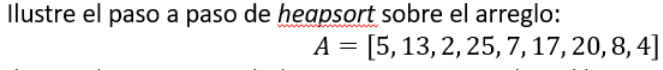 Ilustre el paso a paso de heapsort sobre el arreglo:
A = [5, 13, 2, 25, 7, 17, 20, 8, 4]